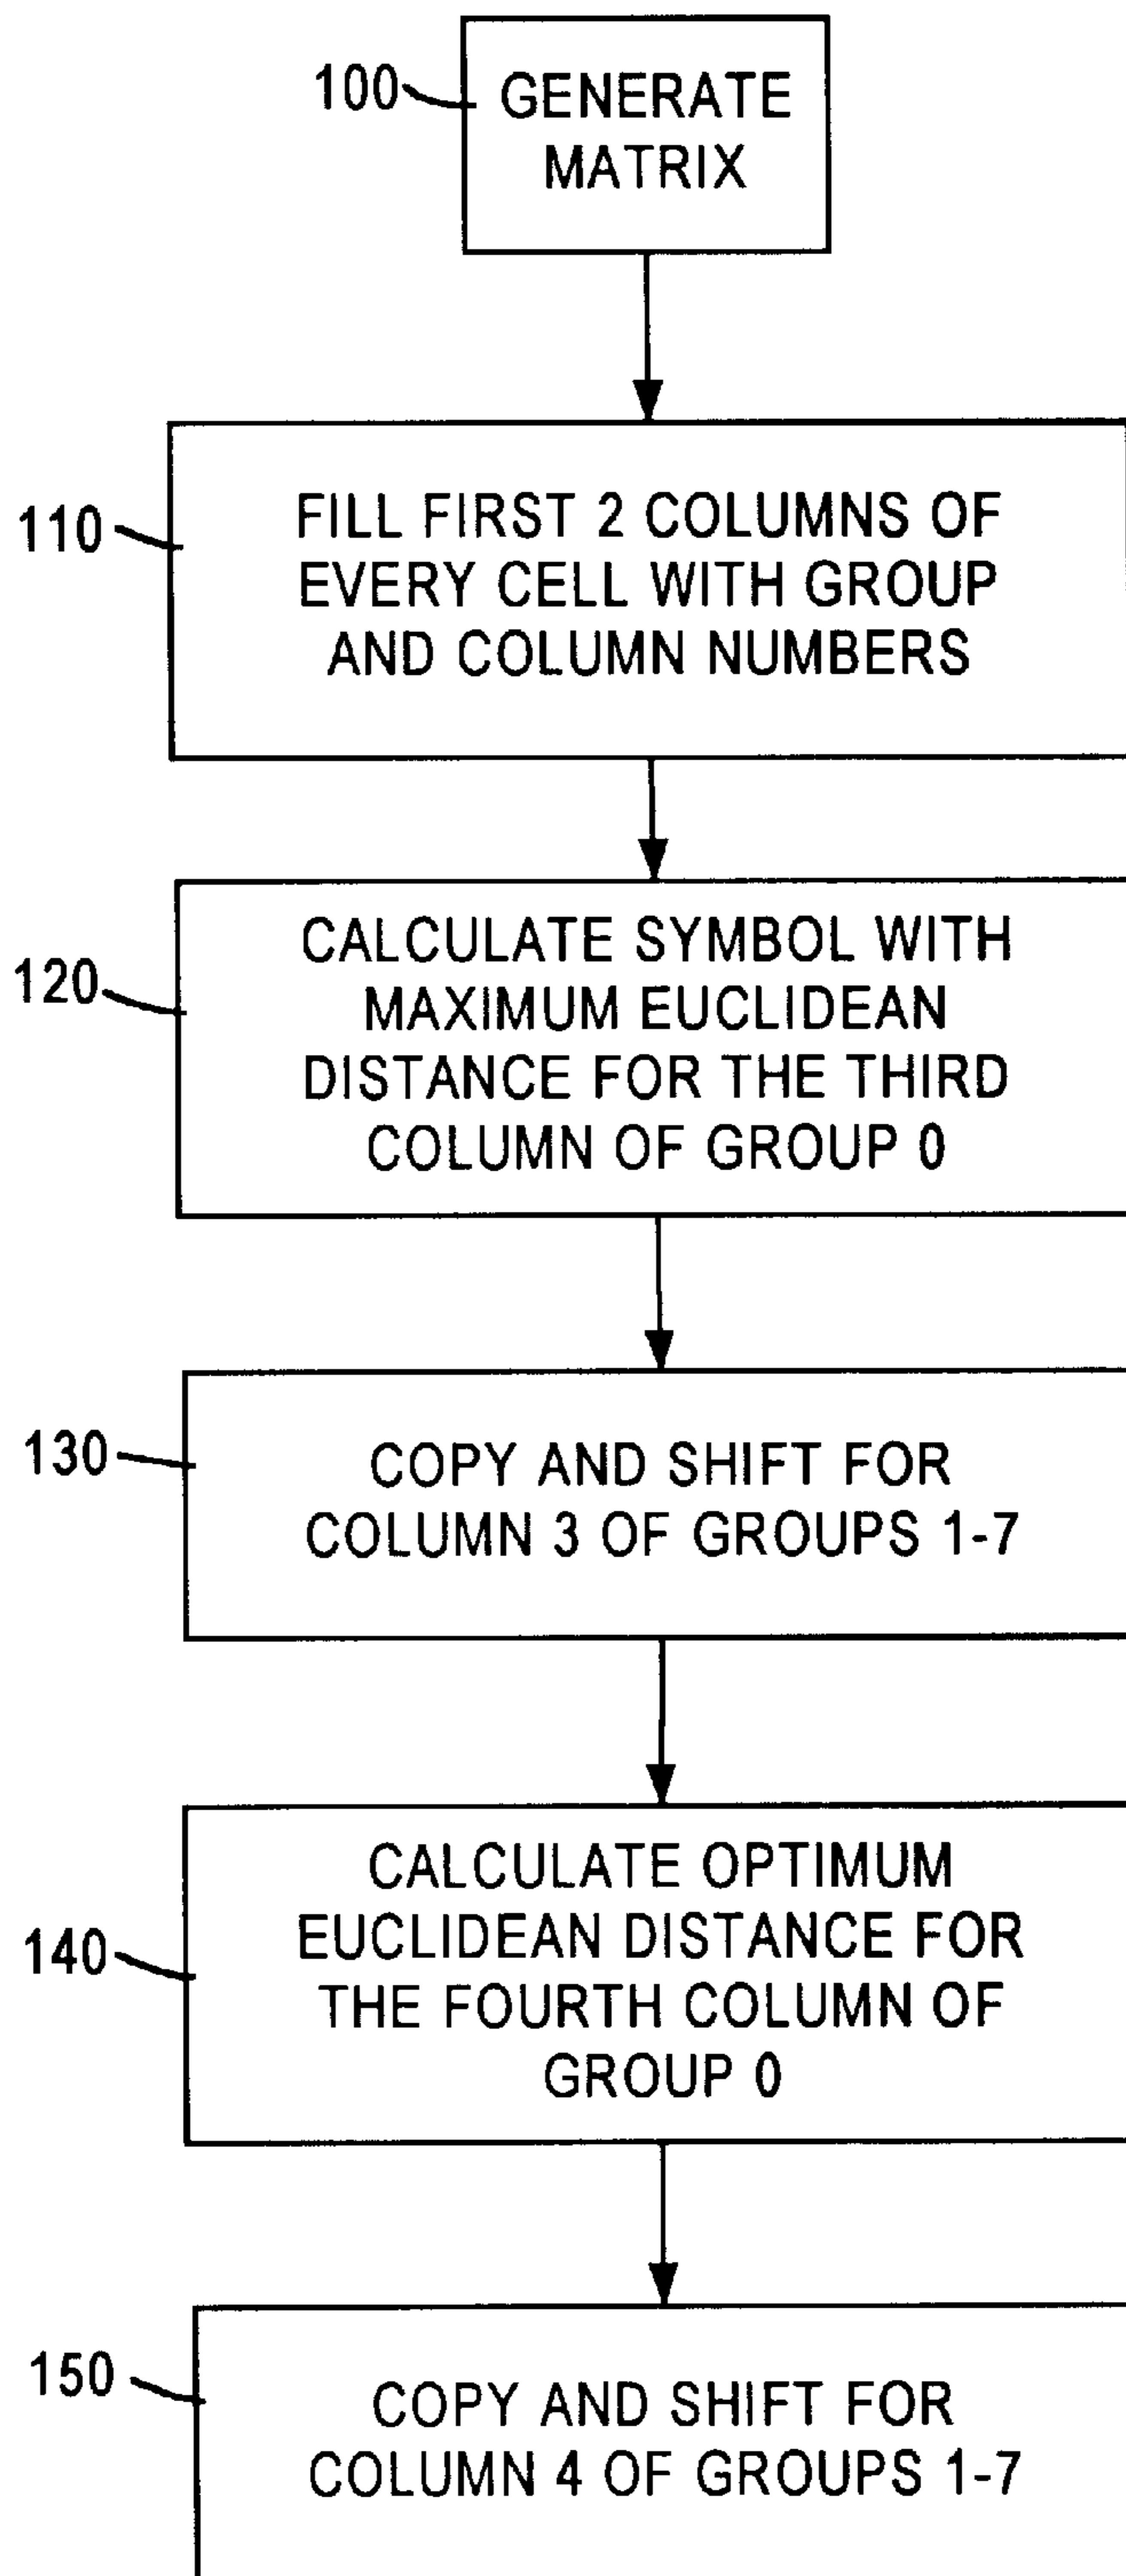 100
GENERATE
MATRIX
110
FILL FIRST 2 COLUMNS OF
EVERY CELL WITH GROUP
AND COLUMN NUMBERS
120
CALCULATE SYMBOL WITH
MAXIMUM EUCLIDEAN
DISTANCE FOR THE THIRD
COLUMN OF GROUP 0
130
COPY AND SHIFT FOR
COLUMN 3 OF GROUPS 1-7
140
CALCULATE OPTIMUM
EUCLIDEAN DISTANCE FOR
THE FOURTH COLUMN OF
GROUP 0
150
COPY AND SHIFT FOR
COLUMN 4 OF GROUPS 1-7